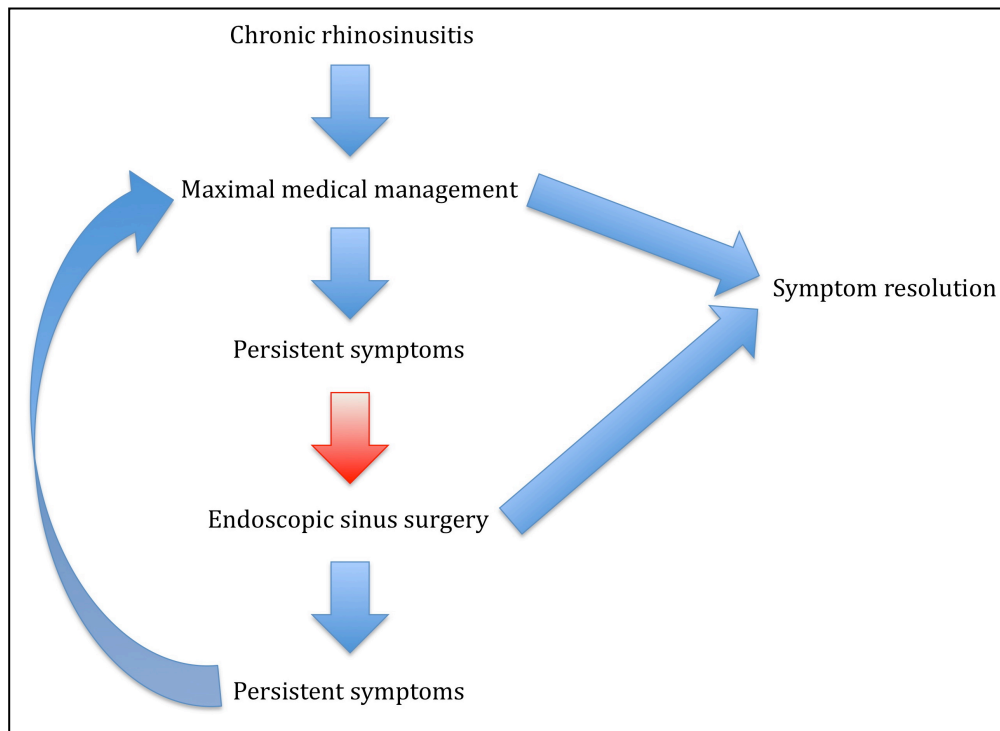 Chronic rhinosinusitis
Maximal medical management
Symptom resolution
Persistent symptoms
Endoscopic sinus surgery
Persistent symptoms